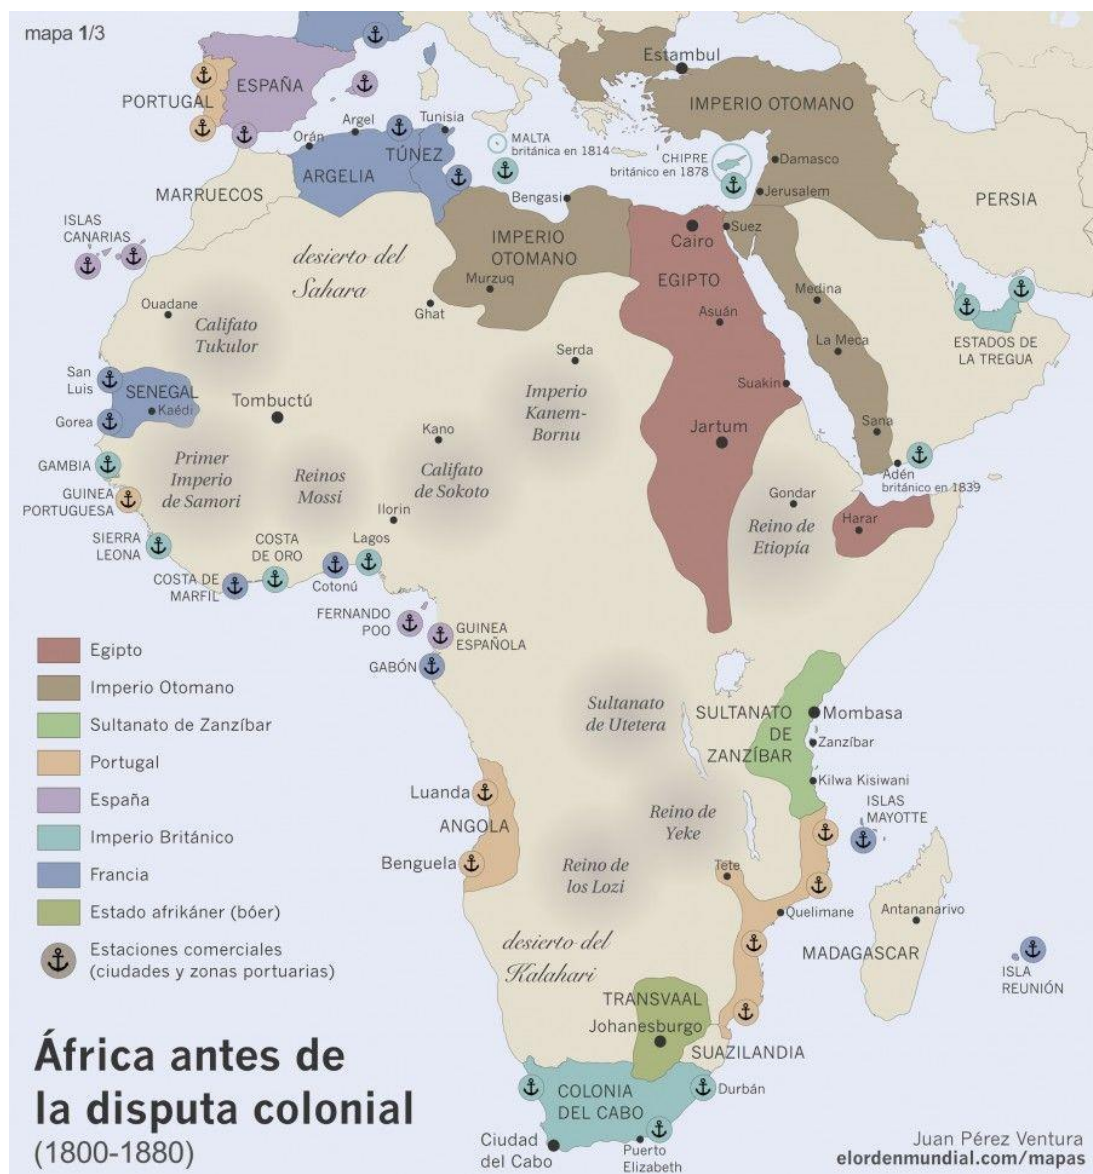 mapa 1/3
Estambul
IMPERIO OTOMANO
PORTUGAL
ESPAÑA
Orán
Argel
Tunisia
TÚNEZ
ARGELIA
MALTA
británica en 1814
CHIPRE
británico en 1878
Damasco
Jerusalem
MARRUECOS
Bengasi
PERSIA
ISLAS
CANARIAS
desierto del
Sahara
IMPERIO
OTOMANO
Murzuq
Cairo
Suez
EGIPTO
Asuán
Medina
La Meca
ESTADOS DE
LA TREGUA
Ouadane
Califato
Tukulor
Ghat
Serda
Imperio
Kanem-
Bornu
Suakin
San
Luis
SENEGAL
Kaédi
Gorea
Tombuctú
Jartum
Sana
Adén
británico en 1839
GAMBIA
GUINEA
PORTUGUESA
Primer
Imperio
de Samori
Reinos
Mossi
Kano
Califato
de Sokoto
Ilorin
Gondar
Reino de
Etiopía
Harar
SIERRA
LEONA
COSTA DE
MARFIL
COSTA
DE ORO
Cotonú
Lagos
FERNANDO
POO
GUINEA
ESPAÑOLA
GABÓN
Egipto
Imperio Otomano
Sultanato de Zanzíbar
Portugal
España
Imperio Británico
Francia
Estado afrikáner (bóer)
Estaciones comerciales
(ciudades y zonas portuarias)
Sultanato
de Utetera
SULTANATO
DE
ZANZÍBAR
Mombasa
Zanzíbar
Kilwa Kisiwani
Luanda
ANGOLA
Benguela
Reino de
Yeke
Reino de
los Lozi
ISLAS
MAYOTTE
Tete
Quelimane
Antananarivo
MADAGASCAR
ISLA
REUNIÓN
desierto del
Kalahari
TRANSVAAL
Johanesburgo
SUAZILANDIA
COLONIA
DEL CABO
Durbán
Ciudad
del Cabo
Puerto
Elizabeth
África antes de
la disputa colonial
(1800-1880)
Juan Pérez Ventura
elordenmundial.com/mapas